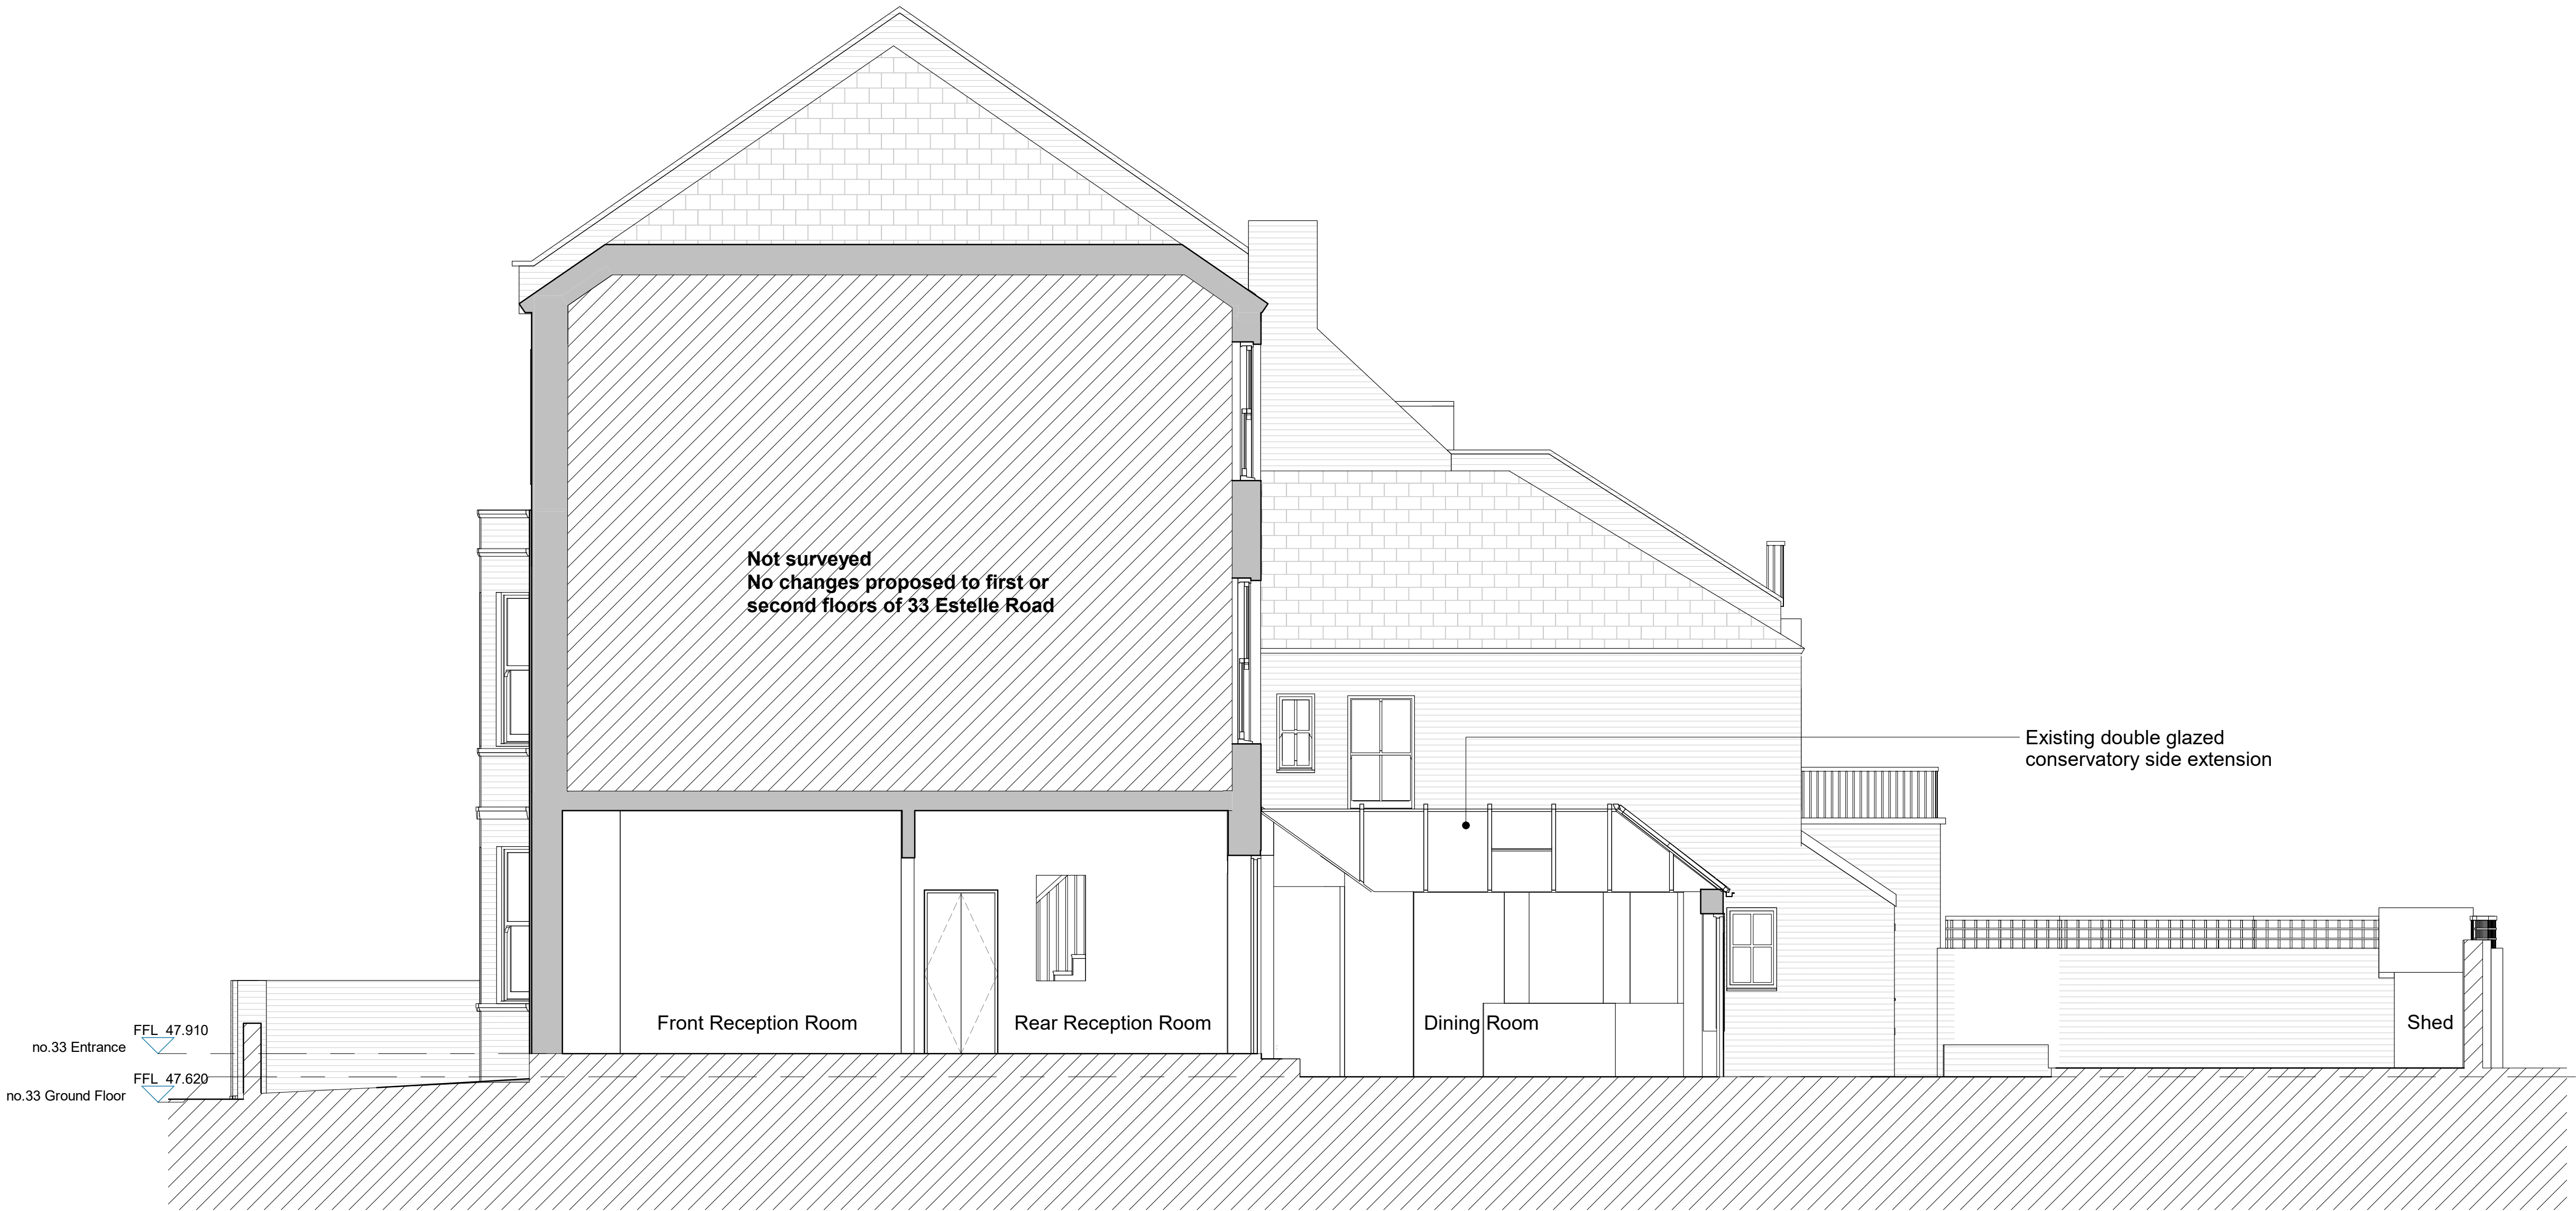 Not surveyed
No changes proposed to first or
second floors of 33 Estelle Road
Existing double glazed
conservatory side extension
Front Reception Room
Rear Reception Room
Dining Room
Shed
FFL 47.910
no.33 Entrance
FFL 47.620
no.33 Ground Floor